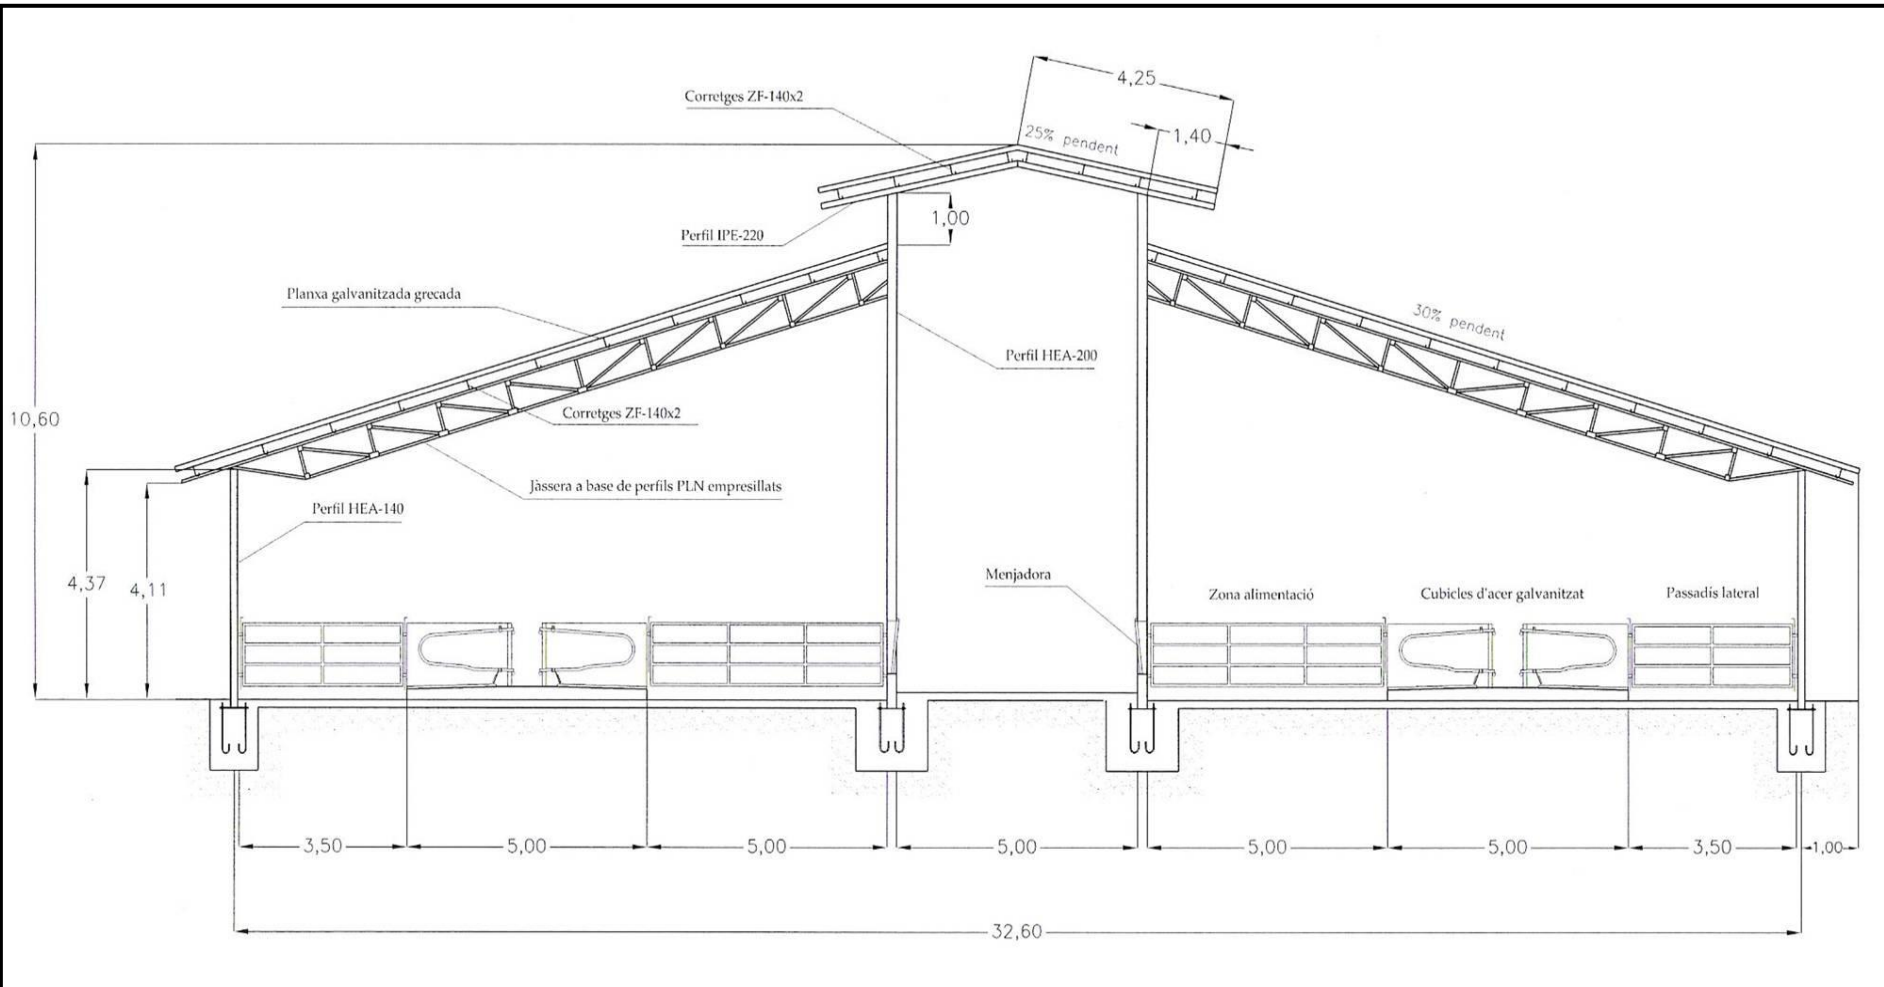 4,25
Corretges ZF-140x2
25% pendent
1,40
1,00
Perfil IPE-220
Planxa galvanitzada grecada
30% pendent
Perfil HEA-200
10,60
Corretges ZF-140x2
Jàssera a base de perfils PLN empresillats
Perfil HEA-140
4,37
4,11
Menjadora
Zona alimentació
Cubicles d'acer galvanitzat
Passadís lateral
3,50
5,00
5,00
5,00
5,00
5,00
3,50
1,00
32,60